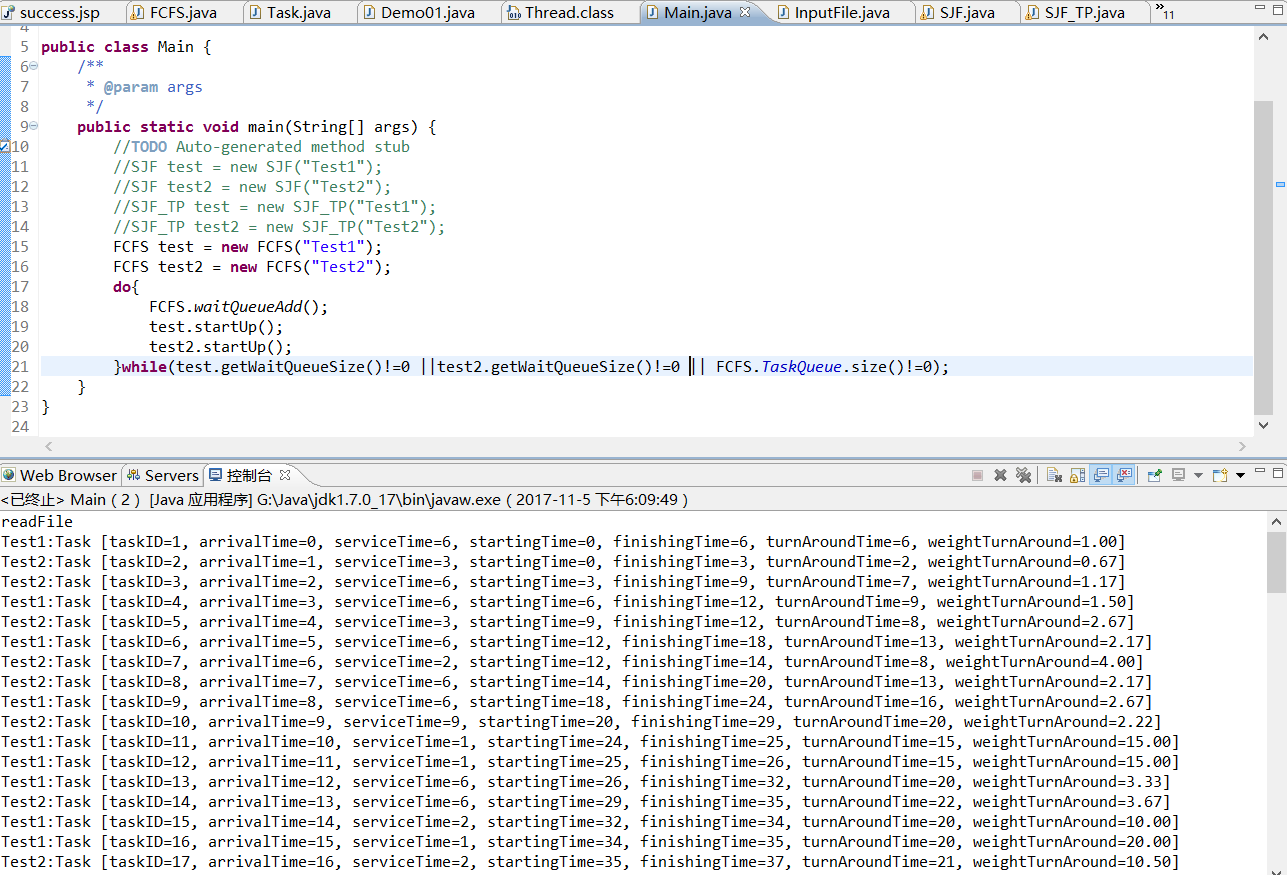 success.jsp FCFS.java Task.java Demo01.java Thread.class Main.java InputFile.java SJF.java SJF_TP.java »11
4
5 public class Main {
6 /**
7 * @param args
8 */
9 public static void main(String[] args) {
10 //TODO Auto-generated method stub
11 //SJF test = new SJF("Test1");
12 //SJF test2 = new SJF("Test2");
13 //SJF_TP test = new SJF_TP("Test1");
14 //SJF_TP test2 = new SJF_TP("Test2");
15 FCFS test = new FCFS("Test1");
16 FCFS test2 = new FCFS("Test2");
17 do{
18 FCFS.waitQueueAdd();
19 test.startUp();
20 test2.startUp();
21 }while(test.getWaitQueueSize()!=0 ||test2.getWaitQueueSize()!=0 || FCFS.TaskQueue.size()!=0);
22 }
23 }
24
Web Browser Servers 控制台
<已终止> Main（2） [Java 应用程序] G:\Java\jdk1.7.0_17\bin\javaw.exe（2017-11-5 下午6:09:49）
readFile
Test1:Task [taskID=1, arrivalTime=0, serviceTime=6, startingTime=0, finishingTime=6, turnAroundTime=6, weightTurnAround=1.00]
Test2:Task [taskID=2, arrivalTime=1, serviceTime=3, startingTime=0, finishingTime=3, turnAroundTime=2, weightTurnAround=0.67]
Test2:Task [taskID=3, arrivalTime=2, serviceTime=6, startingTime=3, finishingTime=9, turnAroundTime=7, weightTurnAround=1.17]
Test1:Task [taskID=4, arrivalTime=3, serviceTime=6, startingTime=6, finishingTime=12, turnAroundTime=9, weightTurnAround=1.50]
Test2:Task [taskID=5, arrivalTime=4, serviceTime=3, startingTime=9, finishingTime=12, turnAroundTime=8, weightTurnAround=2.67]
Test1:Task [taskID=6, arrivalTime=5, serviceTime=6, startingTime=12, finishingTime=18, turnAroundTime=13, weightTurnAround=2.17]
Test2:Task [taskID=7, arrivalTime=6, serviceTime=2, startingTime=12, finishingTime=14, turnAroundTime=8, weightTurnAround=4.00]
Test2:Task [taskID=8, arrivalTime=7, serviceTime=6, startingTime=14, finishingTime=20, turnAroundTime=13, weightTurnAround=2.17]
Test1:Task [taskID=9, arrivalTime=8, serviceTime=6, startingTime=18, finishingTime=24, turnAroundTime=16, weightTurnAround=2.67]
Test2:Task [taskID=10, arrivalTime=9, serviceTime=9, startingTime=20, finishingTime=29, turnAroundTime=20, weightTurnAround=2.22]
Test1:Task [taskID=11, arrivalTime=10, serviceTime=1, startingTime=24, finishingTime=25, turnAroundTime=15, weightTurnAround=15.00]
Test1:Task [taskID=12, arrivalTime=11, serviceTime=1, startingTime=25, finishingTime=26, turnAroundTime=15, weightTurnAround=15.00]
Test1:Task [taskID=13, arrivalTime=12, serviceTime=6, startingTime=26, finishingTime=32, turnAroundTime=20, weightTurnAround=3.33]
Test2:Task [taskID=14, arrivalTime=13, serviceTime=6, startingTime=29, finishingTime=35, turnAroundTime=22, weightTurnAround=3.67]
Test1:Task [taskID=15, arrivalTime=14, serviceTime=2, startingTime=32, finishingTime=34, turnAroundTime=20, weightTurnAround=10.00]
Test1:Task [taskID=16, arrivalTime=15, serviceTime=1, startingTime=34, finishingTime=35, turnAroundTime=20, weightTurnAround=20.00]
Test2:Task [taskID=17, arrivalTime=16, serviceTime=2, startingTime=35, finishingTime=37, turnAroundTime=21, weightTurnAround=10.50]